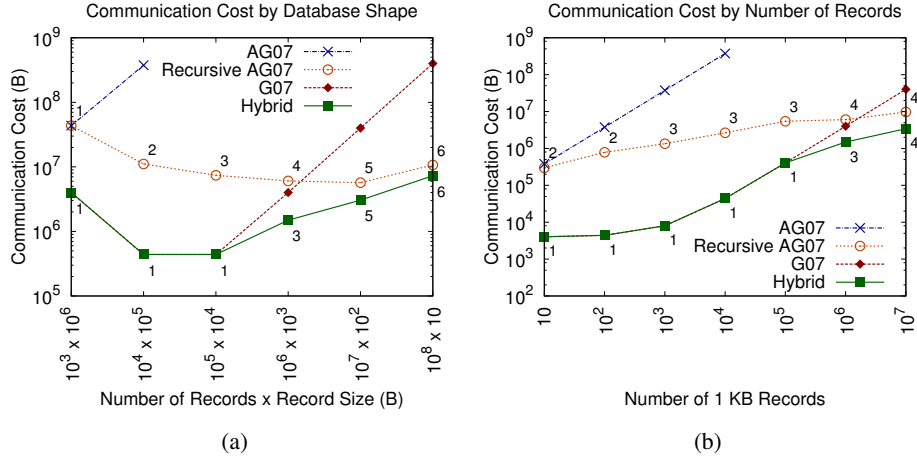 Communication Cost by Database Shape
Communication Cost (B)
10^9
10^8
10^7
10^6
10^5
AG07
Recursive AG07
G07
Hybrid
1
2
3
4
5
6
1
1
1
3
5
6
10^3 x 10^6
10^4 x 10^5
10^5 x 10^4
10^6 x 10^3
10^7 x 10^2
10^8 x 10
Number of Records x Record Size (B)
(a)
Communication Cost by Number of Records
Communication Cost (B)
10^9
10^8
10^7
10^6
10^5
10^4
10^3
10^2
2
2
3
3
3
4
4
1
1
1
1
1
3
4
AG07
Recursive AG07
G07
Hybrid
10
10^2
10^3
10^4
10^5
10^6
10^7
Number of 1 KB Records
(b)